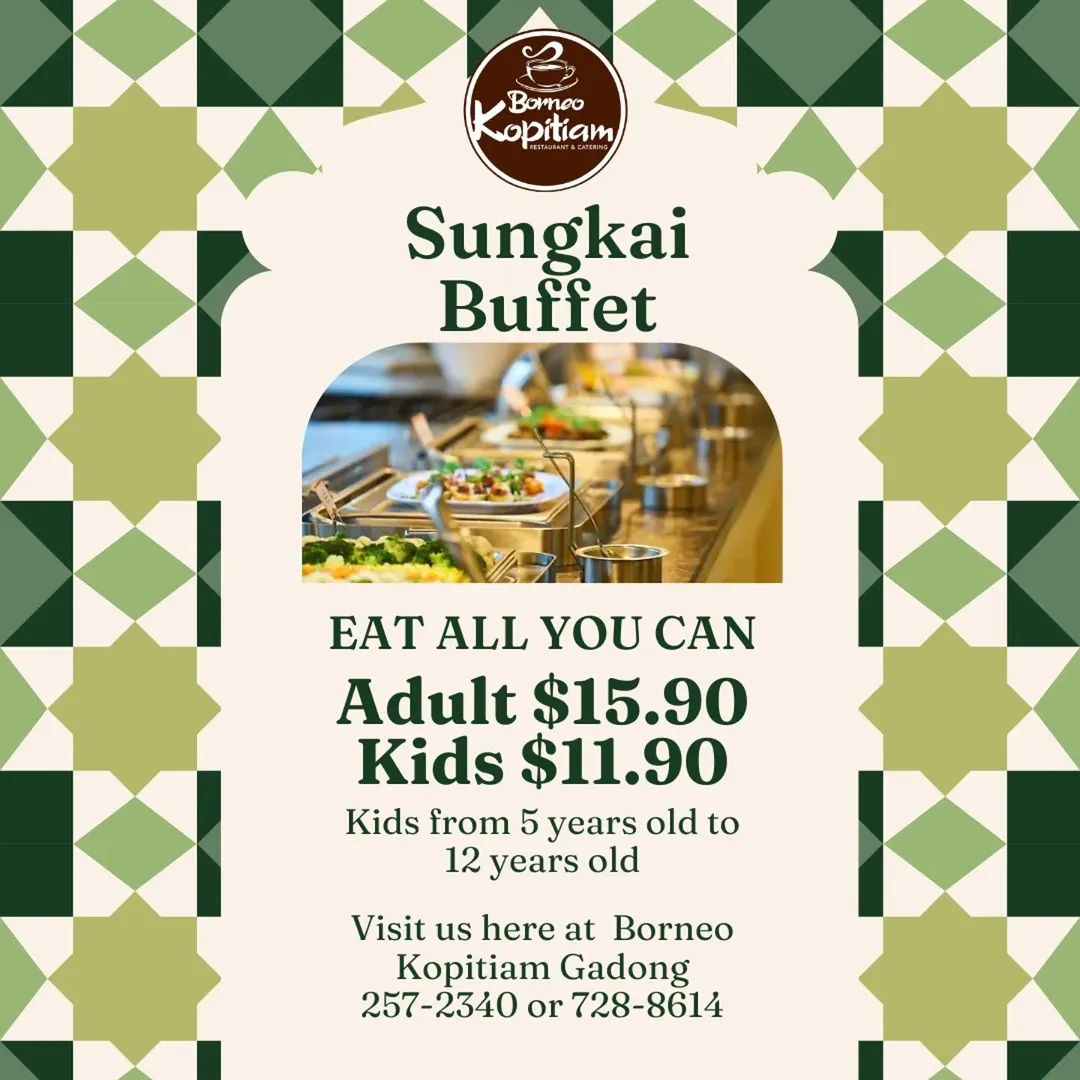 Borneo
Kopitiam
RESTAURANT & CATERING
Sungkai
Buffet
EAT ALL YOU CAN
Adult $15.90
Kids $11.90
Kids from 5 years old to
12 years old
Visit us here at Borneo
Kopitiam Gadong
257-2340 or 728-8614